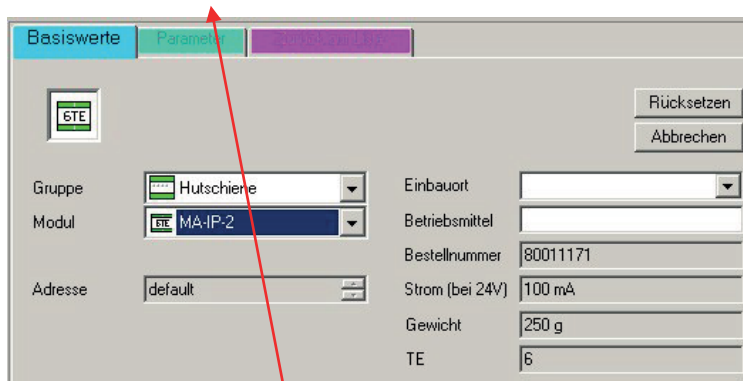 Basiswerte Parameter
Rücksetzen
6TE
Abbrechen
Gruppe Hutschiene Einbauort
Modul 6TE MA-IP-2 Betriebsmittel
Bestellnummer 80011171
Adresse default Strom (bei 24V) 100 mA
Gewicht 250 g
TE 6